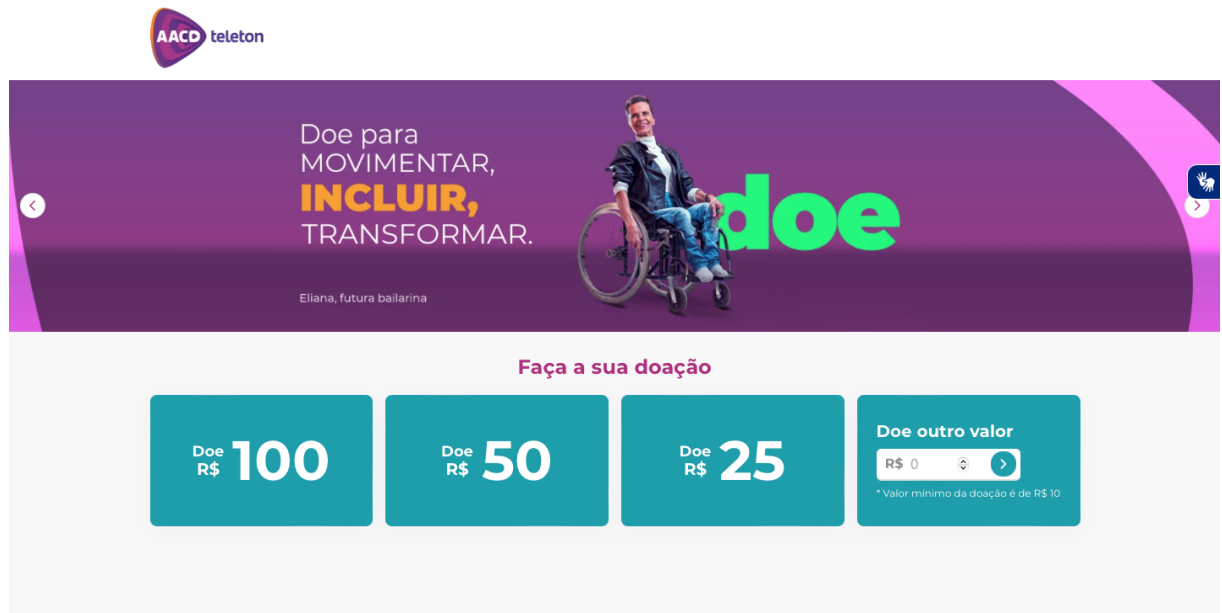 AACD teleton
Doe para
MOVIMENTAR,
INCLUIR,
TRANSFORMAR.
doe
Eliana, futura bailarina
Faça a sua doação
Doe
R$ 100
Doe
R$ 50
Doe
R$ 25
Doe outro valor
R$ 0
* Valor mínimo da doação é de R$ 10